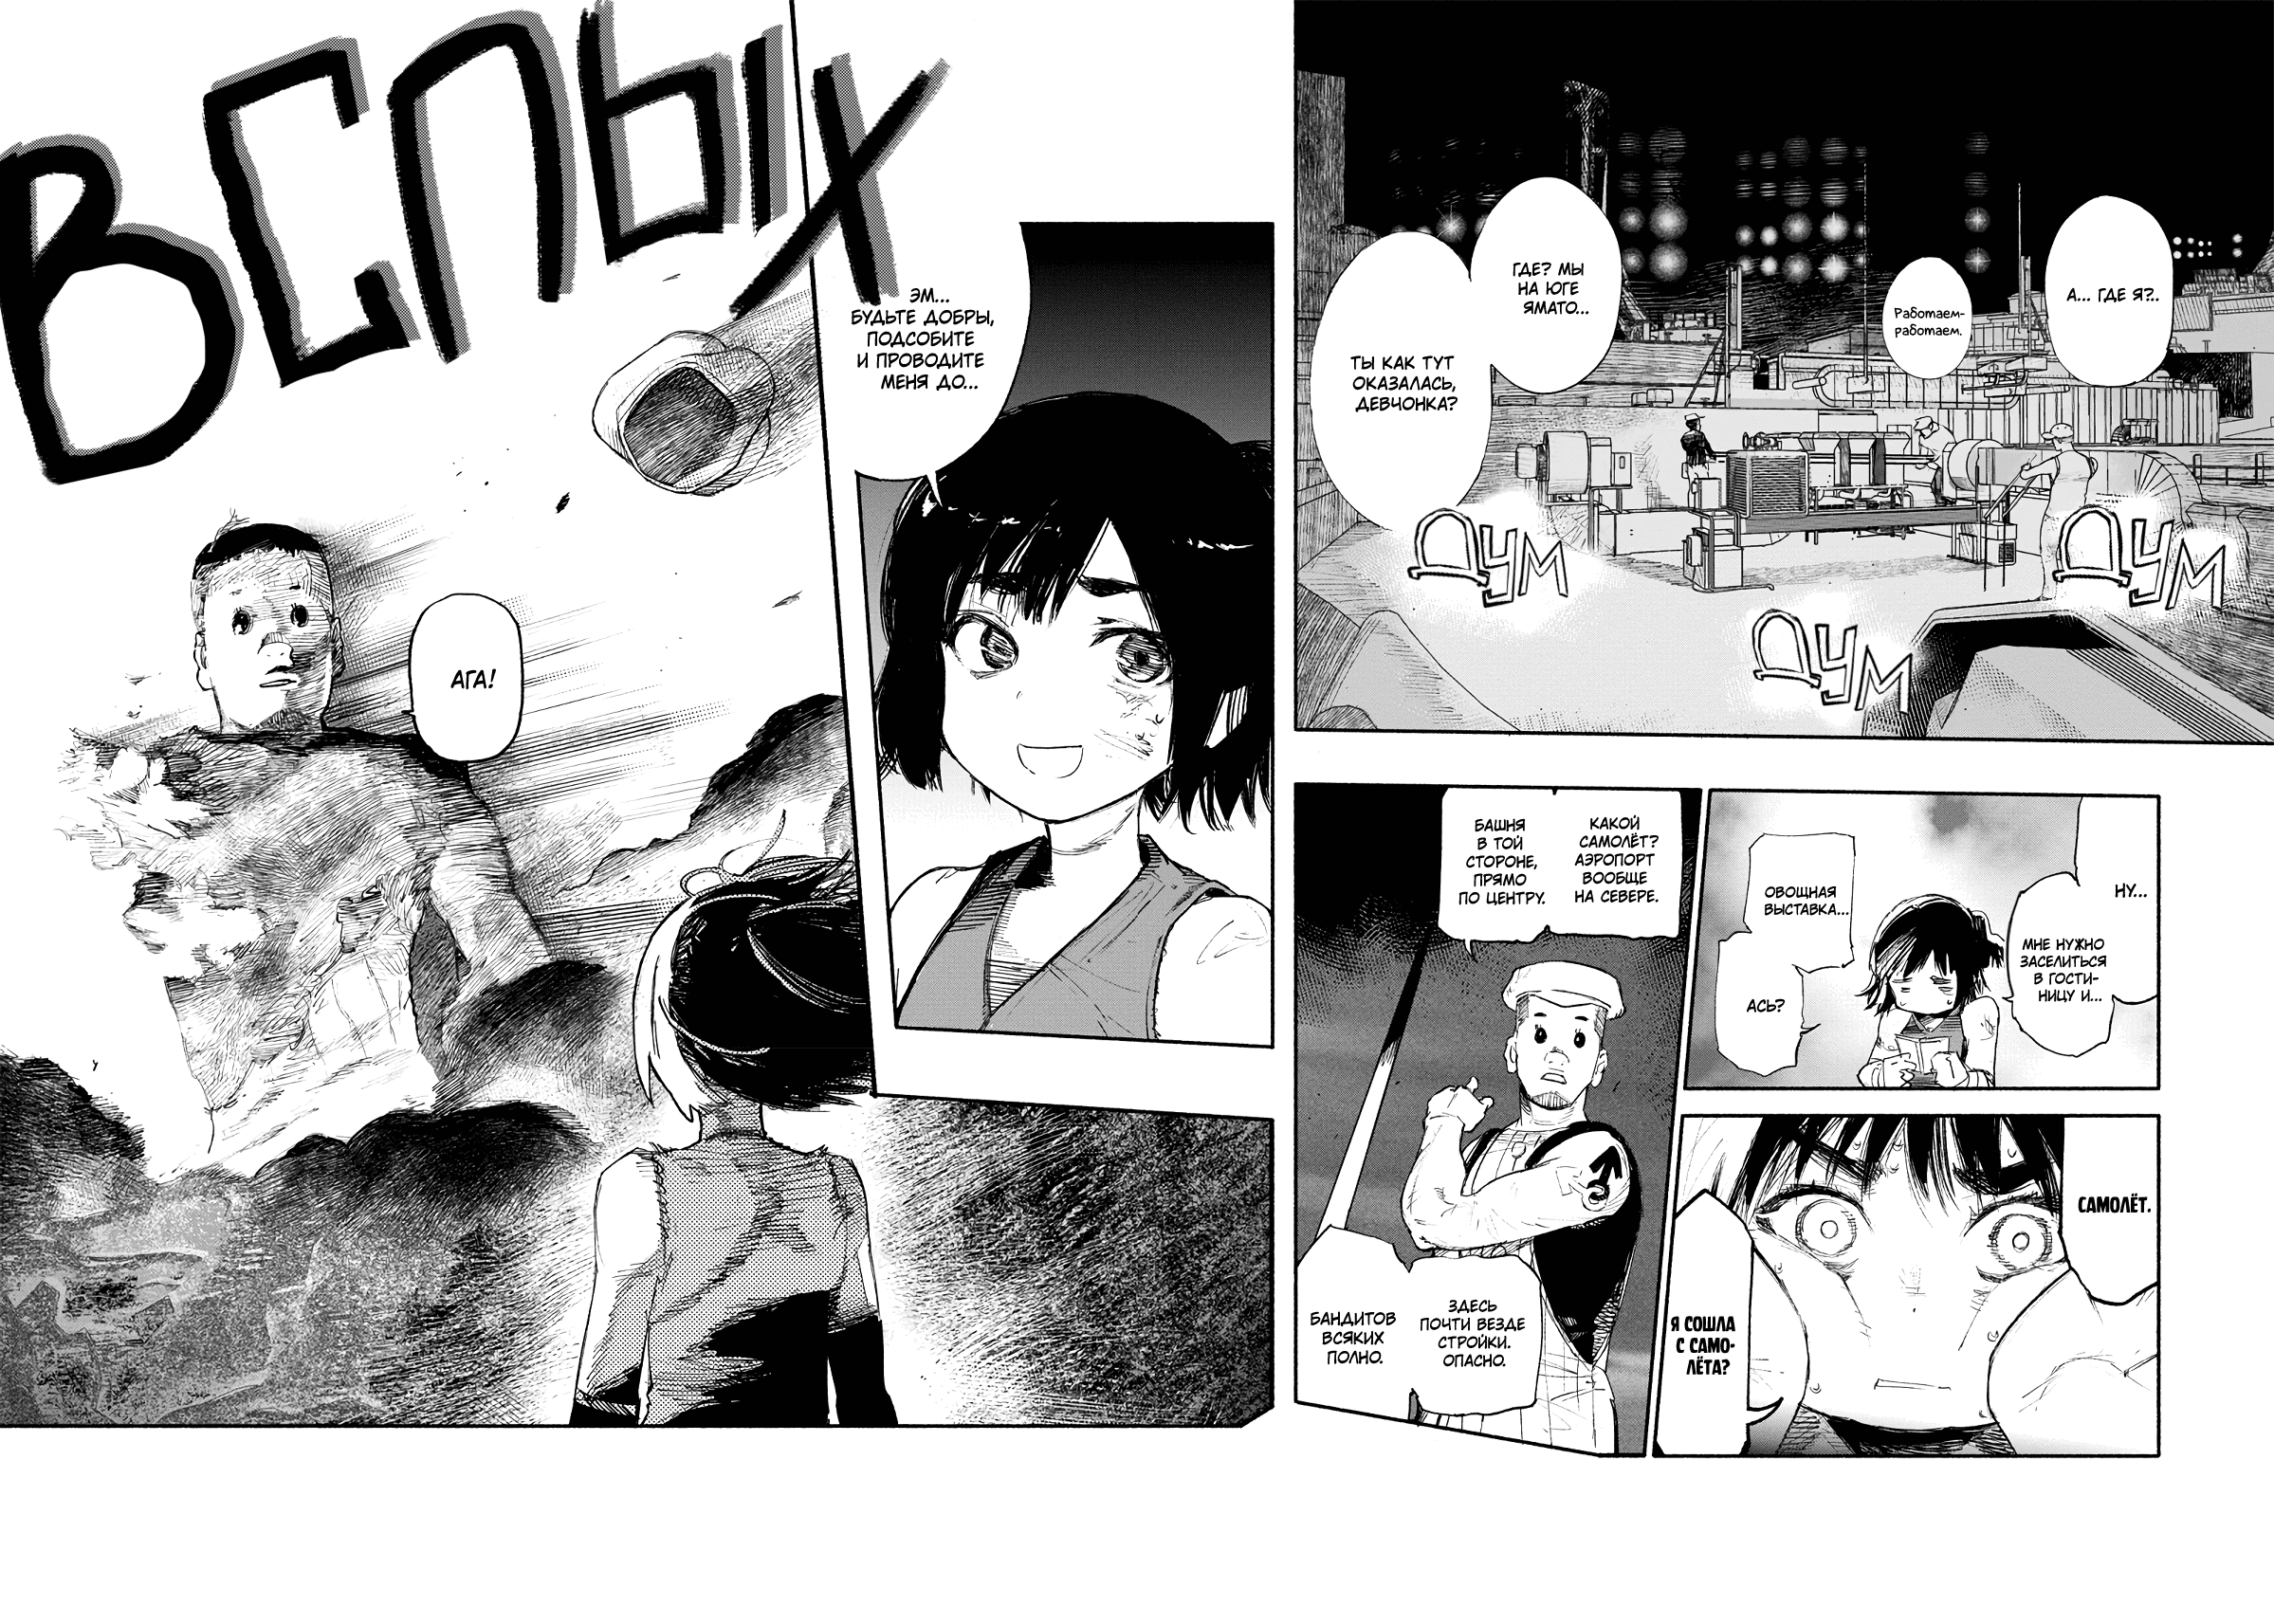 А... ГДЕ Я?..
Работаем-
работаем.
ГДЕ? МЫ
НА ЮГЕ
ЯМАТО...
ТЫ КАК ТУТ
ОКАЗАЛАСЬ,
ДЕВЧОНКА?
ДУМ
ДУМ
ДУМ
НУ...
МНЕ НУЖНО
ЗАСЕЛИТЬСЯ
В ГОСТИ-
НИЦУ И...
ОВОЩНАЯ
ВЫСТАВКА...
АСЬ?
САМОЛЁТ.
Я СОШЛА
С САМО-
ЛЁТА?
КАКОЙ
САМОЛЁТ?
АЭРОПОРТ
ВООБЩЕ
НА СЕВЕРЕ.
БАШНЯ
В ТОЙ
СТОРОНЕ,
ПРЯМО
ПО ЦЕНТРУ.
ЗДЕСЬ
ПОЧТИ ВЕЗДЕ
СТРОЙКИ.
ОПАСНО.
БАНДИТОВ
ВСЯКИХ
ПОЛНО.
ЭМ...
БУДЬТЕ ДОБРЫ,
ПОДСОБИТЕ
И ПРОВОДИТЕ
МЕНЯ ДО...
ВСПЫХ
АГА!